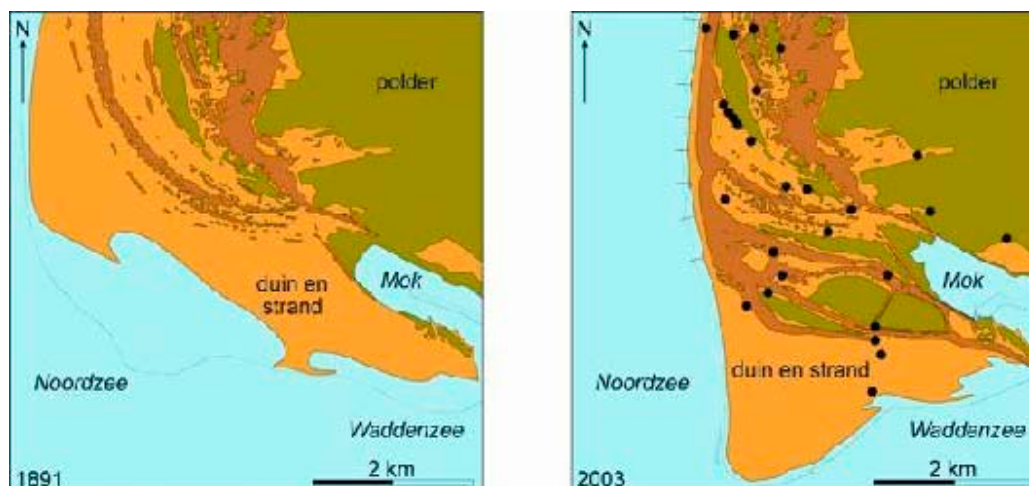 N
polder
duin en
strand
Mok
Noordzee
Waddenzee
1891
2 km
N
polder
Mok
Noordzee
duin en strand
Waddenzee
2003
2 km